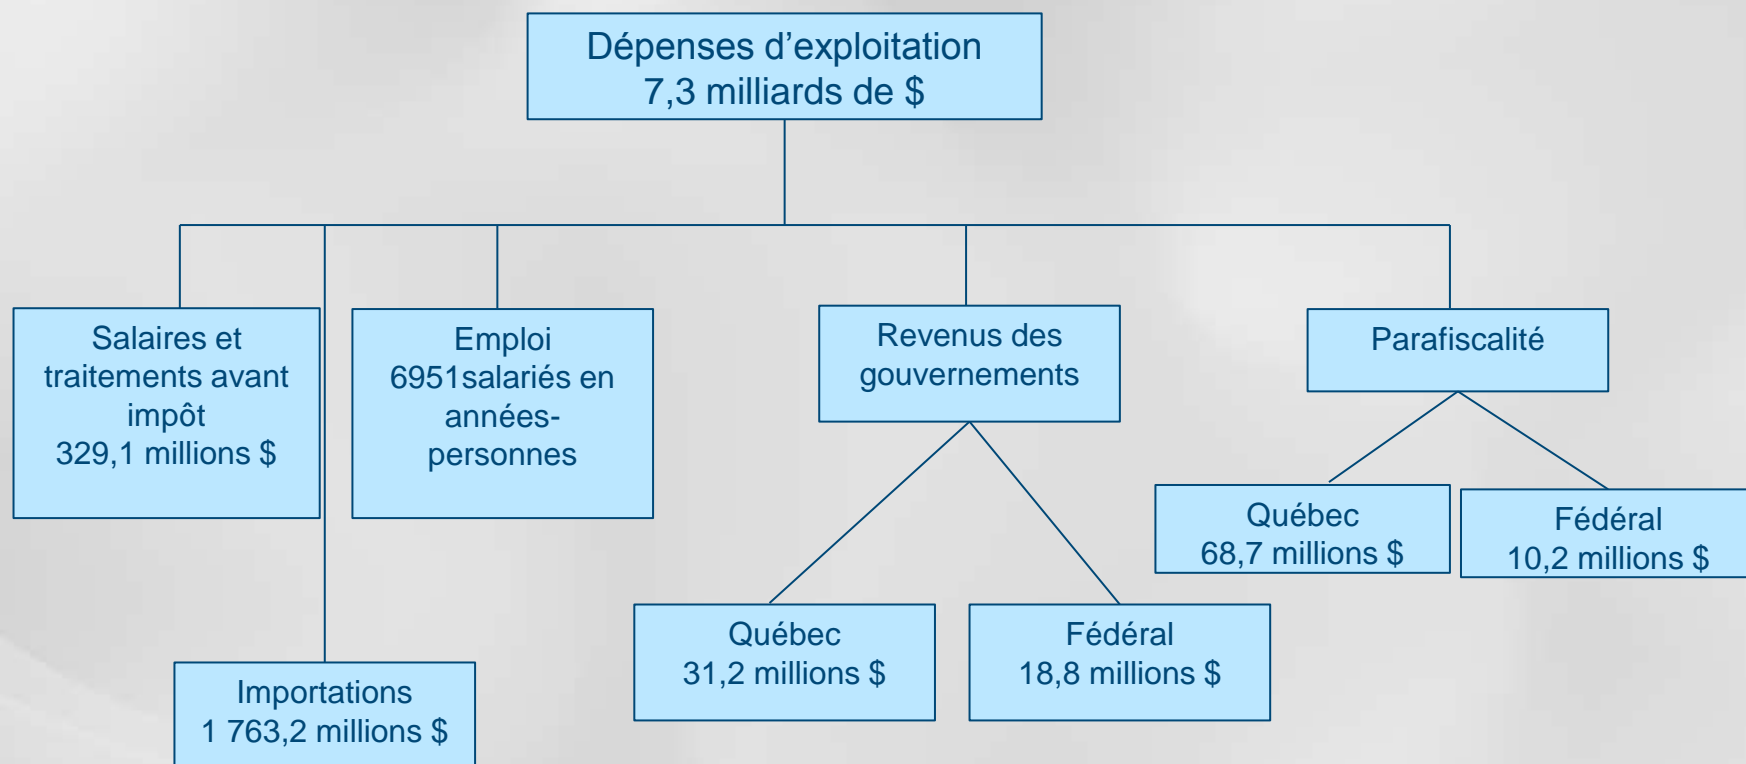 Dépenses d’exploitation
7,3 milliards de $
Salaires et
traitements avant
impôt
329,1 millions $
Emploi
6951salariés en
années-
personnes
Revenus des
gouvernements
Parafiscalité
Québec
68,7 millions $
Fédéral
10,2 millions $
Québec
31,2 millions $
Fédéral
18,8 millions $
Importations
1 763,2 millions $